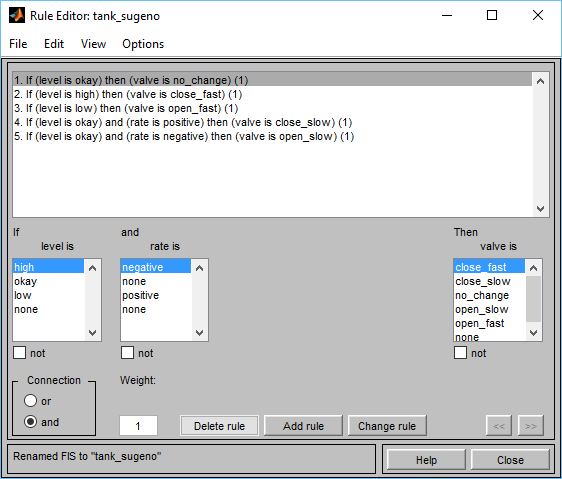 Rule Editor: tank_sugeno
File Edit View Options
1. If (level is okay) then (valve is no_change) (1)
2. If (level is high) then (valve is close_fast) (1)
3. If (level is low) then (valve is open_fast) (1)
4. If (level is okay) and (rate is positive) then (valve is close_slow) (1)
5. If (level is okay) and (rate is negative) then (valve is open_slow) (1)
If and Then
level is rate is valve is
high negative close_fast
okay none close_slow
low positive no_change
none none open_slow
open_fast
none
not not not
Connection Weight:
or
and 1 Delete rule Add rule Change rule << >>
Renamed FIS to "tank_sugeno" Help Close